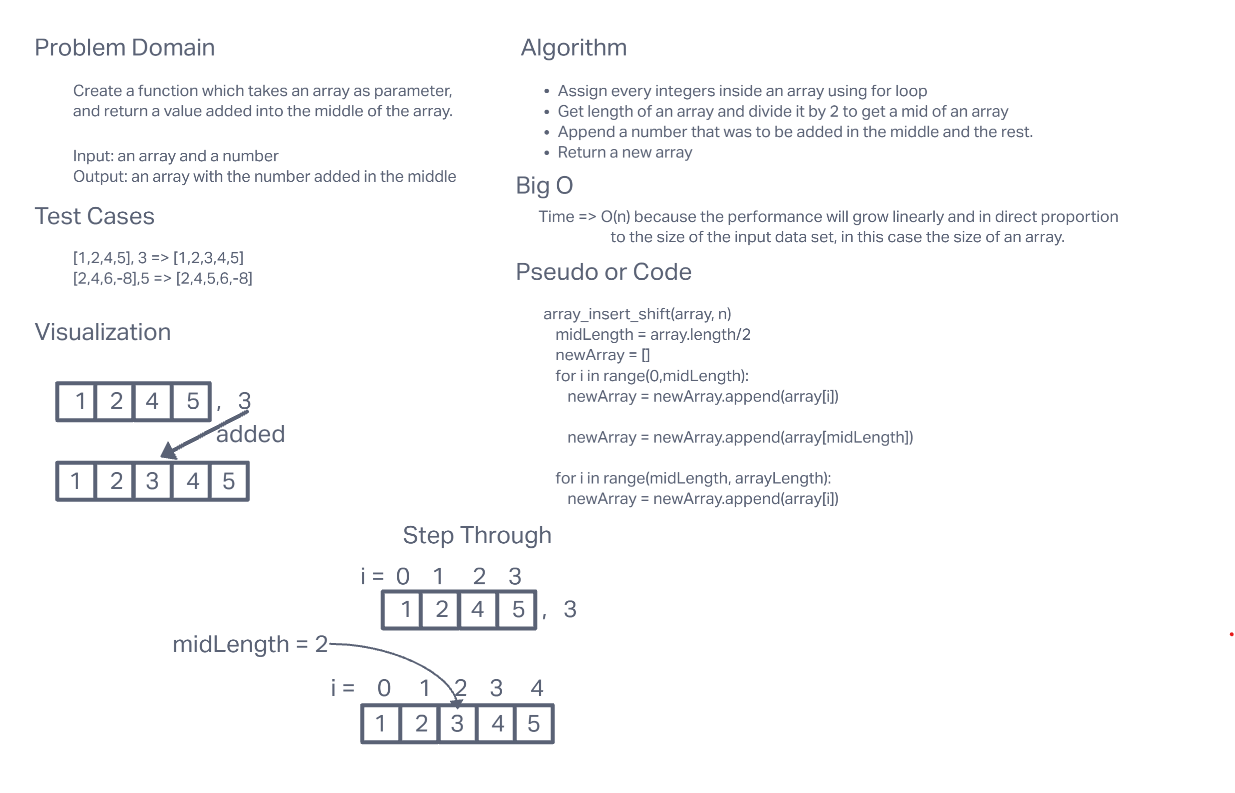 Problem Domain
Create a function which takes an array as parameter,
and return a value added into the middle of the array.
Input: an array and a number
Output: an array with the number added in the middle
Test Cases
[1,2,4,5], 3 => [1,2,3,4,5]
[2,4,6,-8],5 => [2,4,5,6,-8]
Visualization
1 2 4 5 , 3
added
1 2 3 4 5
Algorithm
• Assign every integers inside an array using for loop
• Get length of an array and divide it by 2 to get a mid of an array
• Append a number that was to be added in the middle and the rest.
• Return a new array
Big O
Time => O(n) because the performance will grow linearly and in direct proportion
to the size of the input data set, in this case the size of an array.
Pseudo or Code
array_insert_shift(array, n)
midLength = array.length/2
newArray = []
for i in range(0,midLength):
newArray = newArray.append(array[i])
newArray = newArray.append(array[midLength])
for i in range(midLength, arrayLength):
newArray = newArray.append(array[i])
Step Through
i = 0 1 2 3
1 2 4 5 , 3
midLength = 2
i = 0 1 2 3 4
1 2 3 4 5